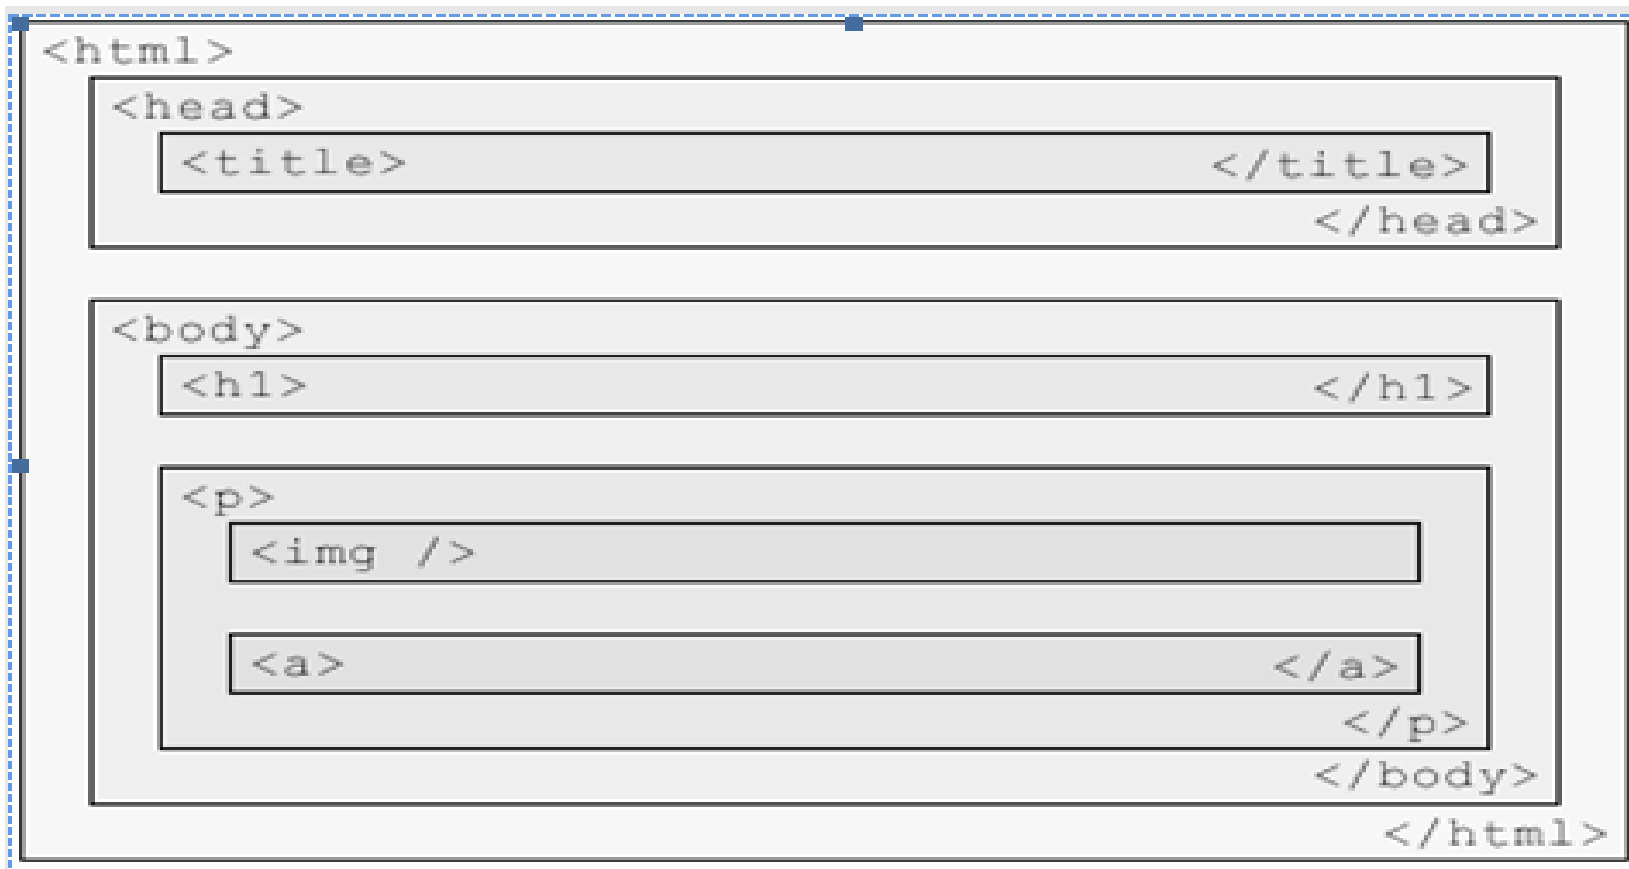 <html>
<head>
<title> </title>
</head>
<body>
<h1> </h1>
<p>
<img />
<a> </a>
</p>
</body>
</html>